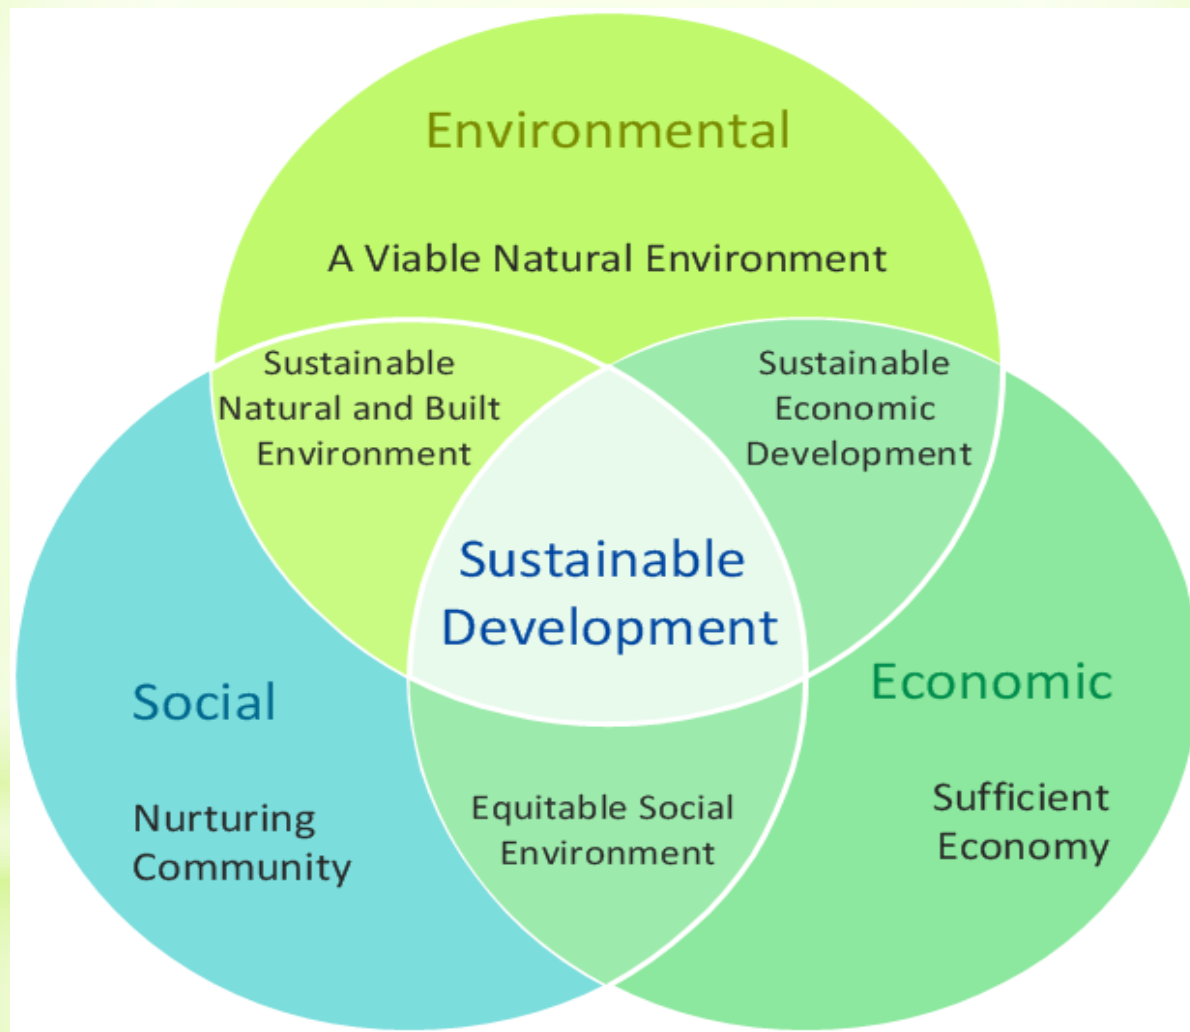 Environmental
A Viable Natural Environment
Sustainable
Natural and Built
Environment
Sustainable
Economic
Development
Sustainable
Development
Social
Nurturing
Community
Equitable Social
Environment
Economic
Sufficient
Economy